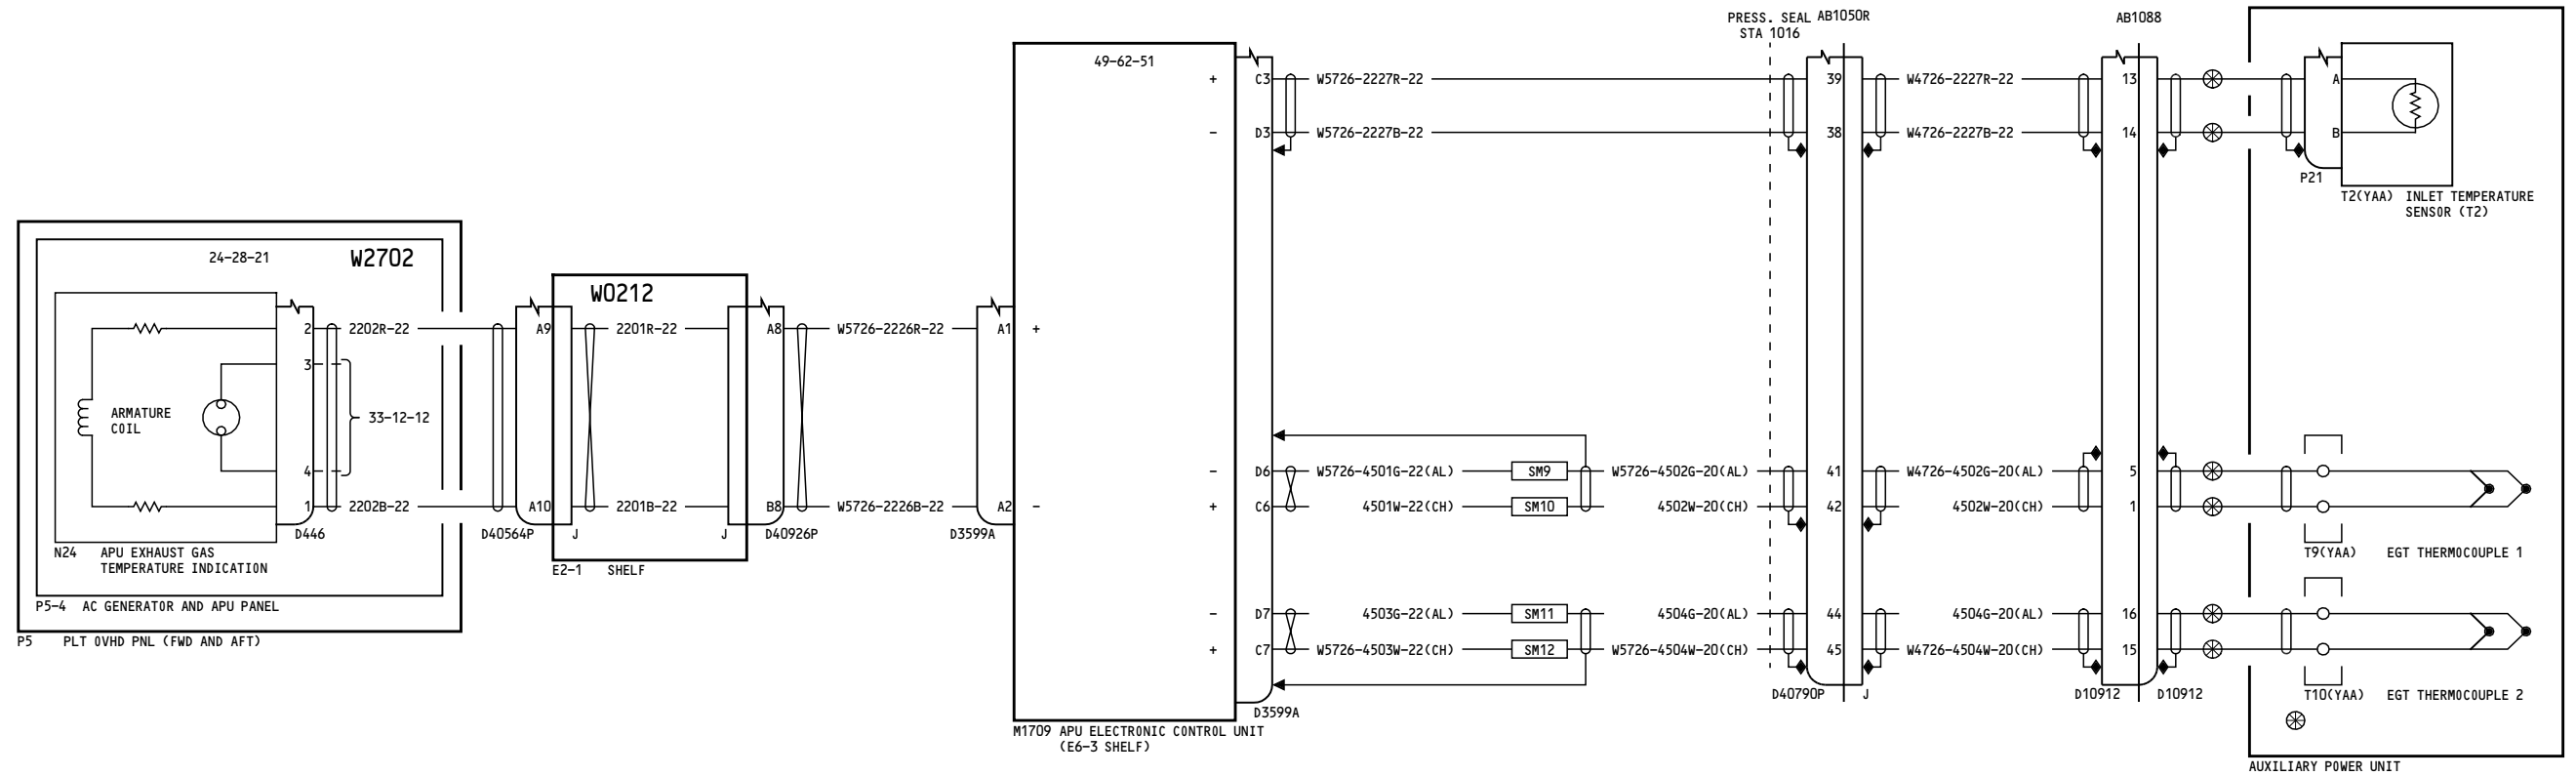 PRESS. SEAL
STA 1016
AB1050R
AB1088
49-62-51
+ C3 W5726-2227R-22 39 W4726-2227R-22 13 A
- D3 W5726-2227B-22 38 W4726-2227B-22 14 B
P21
T2(YAA) INLET TEMPERATURE
SENSOR (T2)
24-28-21
W2702
W0212
2 2202R-22 A9 2201R-22 A8 W5726-2226R-22 A1 +
3
ARMATURE
COIL
33-12-12
4
1 2202B-22 A10 2201B-22 B8 W5726-2226B-22 A2 -
D446
D40564P
J
J
D40926P
D3599A
N24 APU EXHAUST GAS
TEMPERATURE INDICATION
E2-1 SHELF
P5-4 AC GENERATOR AND APU PANEL
P5 PLT OVHD PNL (FWD AND AFT)
- D6 W5726-4501G-22(AL) SM9 W5726-4502G-20(AL) 41 W4726-4502G-20(AL) 5
+ C6 4501W-22(CH) SM10 4502W-20(CH) 42 4502W-20(CH) 1
T9(YAA) EGT THERMOCOUPLE 1
- D7 4503G-22(AL) SM11 4504G-20(AL) 44 4504G-20(AL) 16
+ C7 W5726-4503W-22(CH) SM12 W5726-4504W-20(CH) 45 W4726-4504W-20(CH) 15
D40790P
J
D10912
D10912
T10(YAA) EGT THERMOCOUPLE 2
D3599A
M1709 APU ELECTRONIC CONTROL UNIT
(E6-3 SHELF)
AUXILIARY POWER UNIT